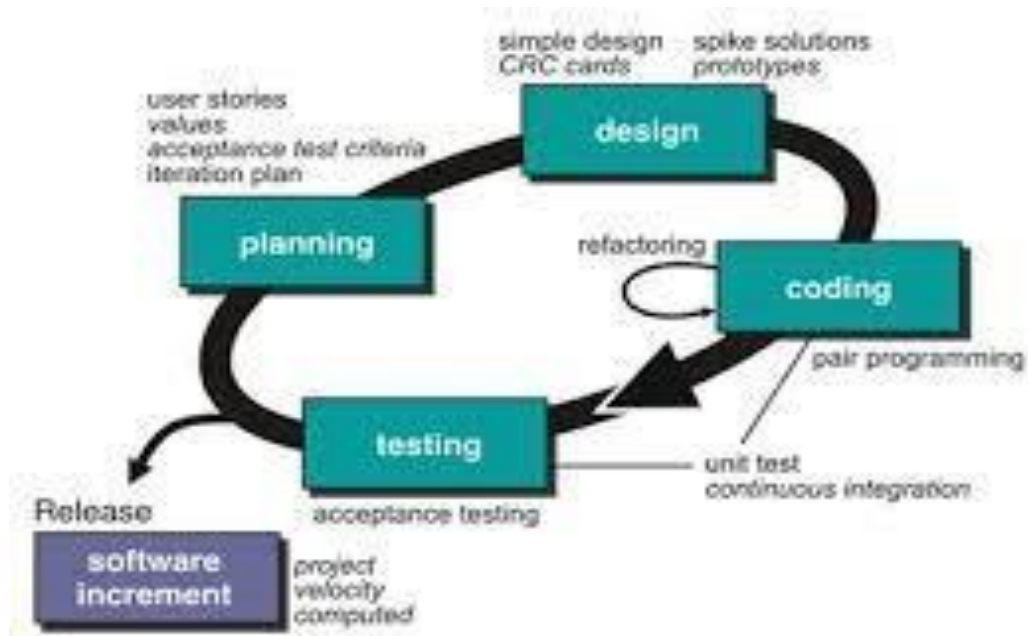 simple design
CRC cards
spike solutions
prototypes
user stories
values
acceptance test criteria
iteration plan
design
planning
refactoring
coding
pair programming
testing
unit test
continuous integration
acceptance testing
Release
software
increment
project
velocity
computed